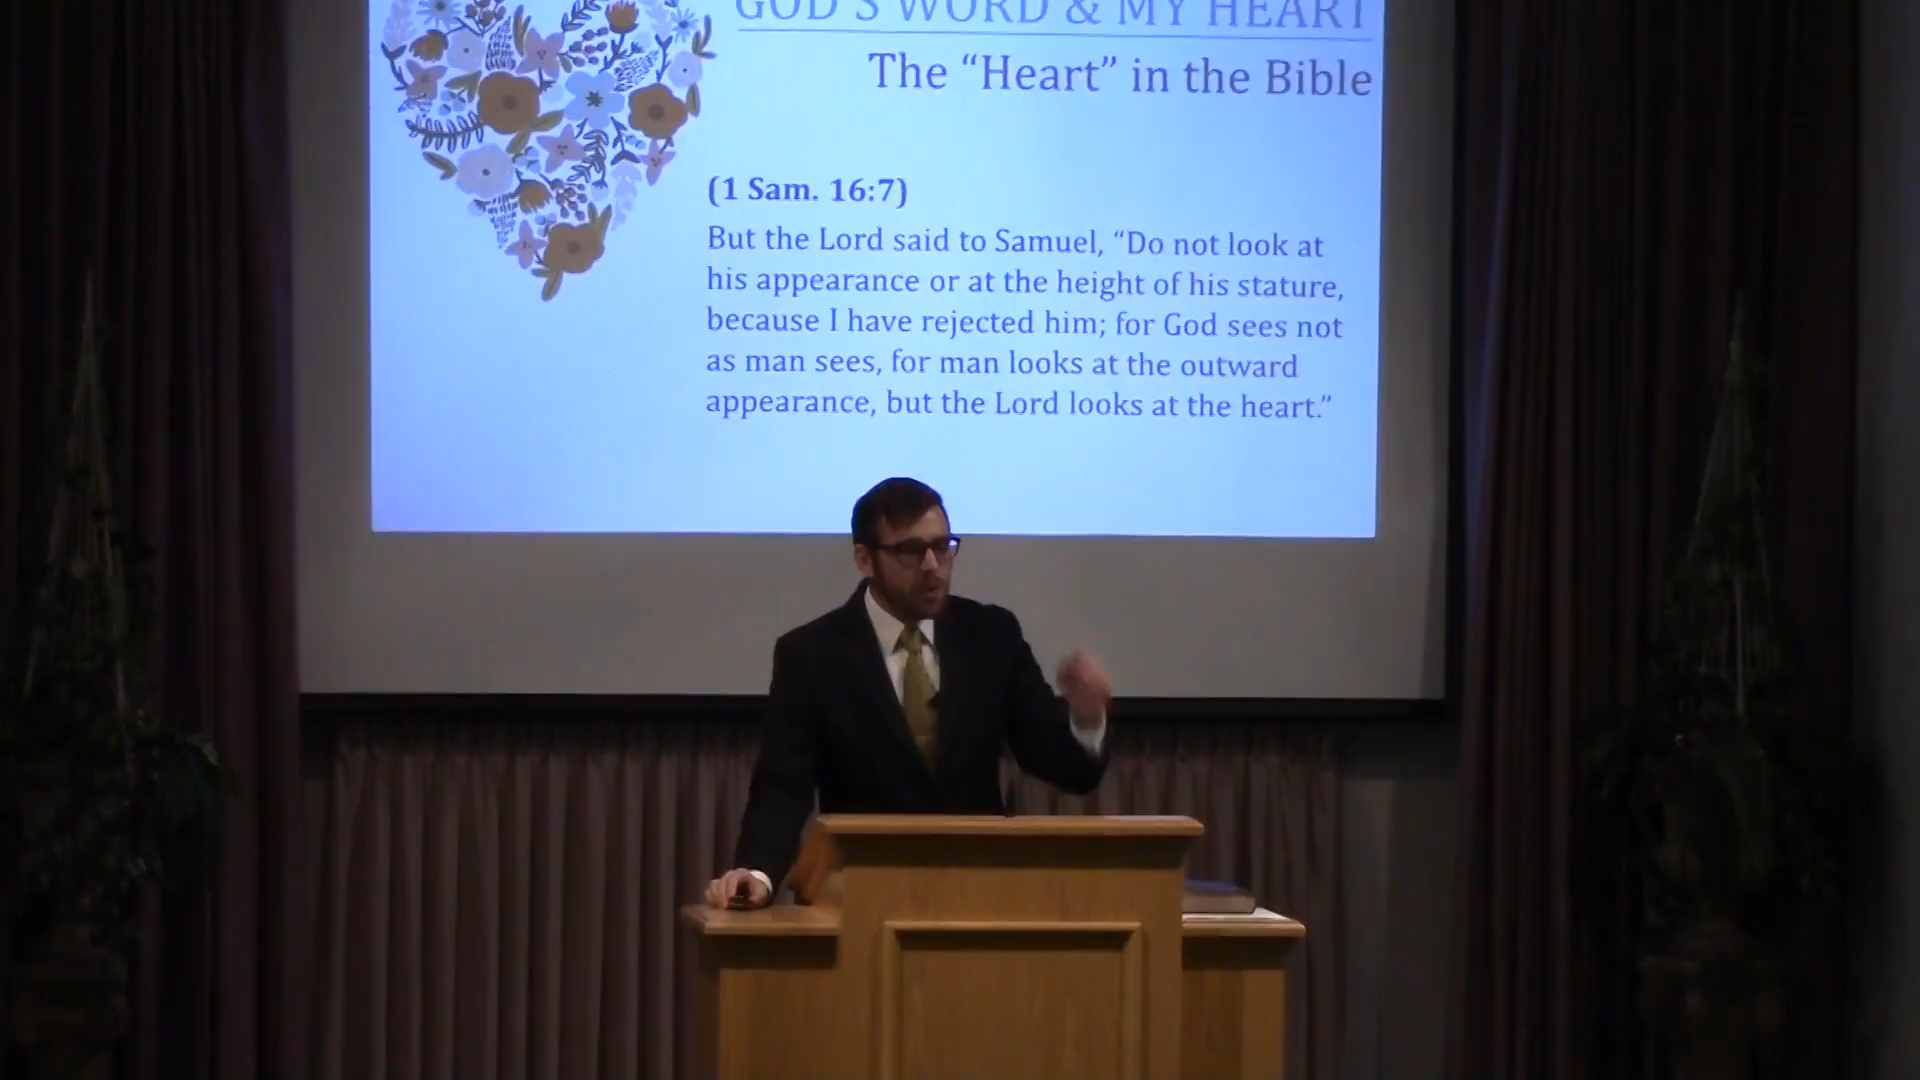 GOD'S WORD & MY HEART
The “Heart” in the Bible
(1 Sam. 16:7)
But the Lord said to Samuel, “Do not look at
his appearance or at the height of his stature,
because I have rejected him; for God sees not
as man sees, for man looks at the outward
appearance, but the Lord looks at the heart.”